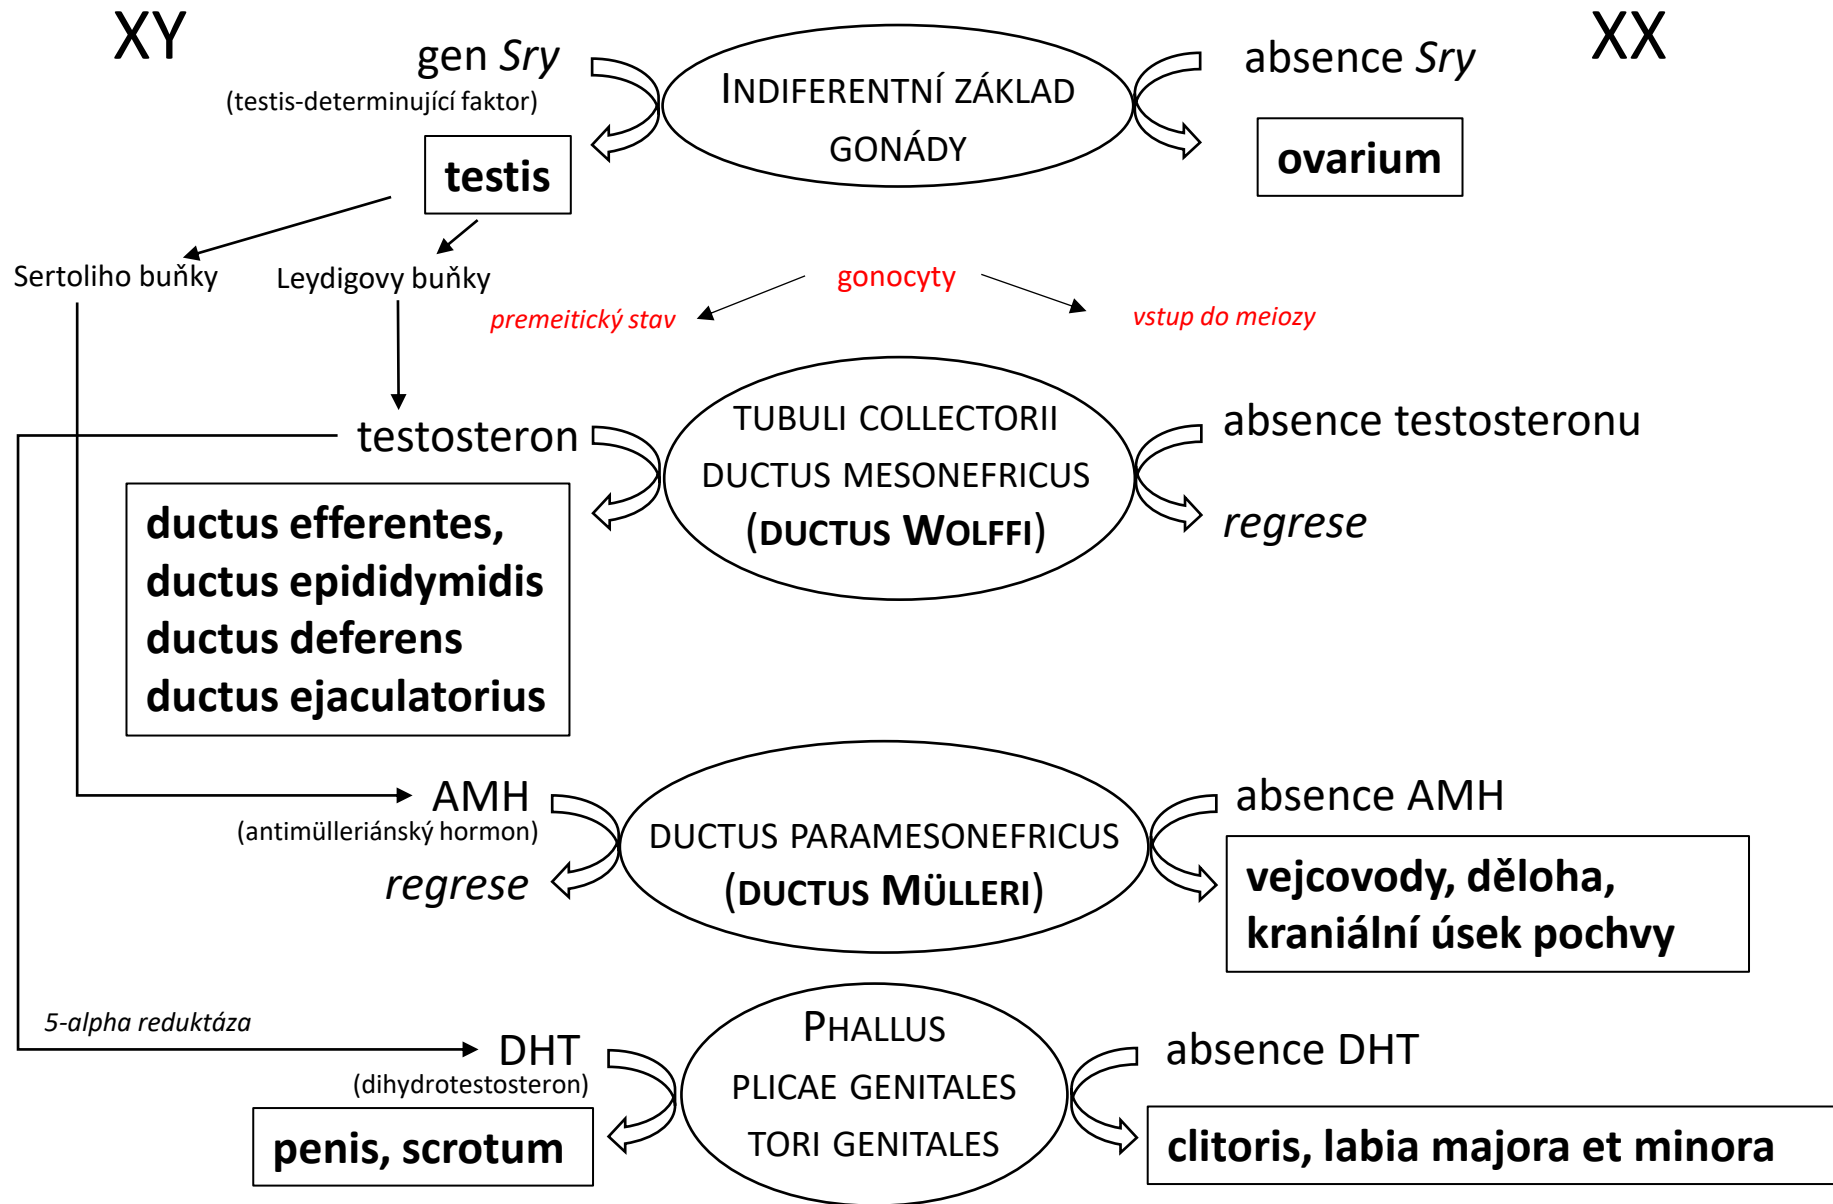 XY
XX
gen Sry
(testis-determinující faktor)
INDIFERENTNÍ ZÁKLAD
GONÁDY
absence Sry
testis
ovarium
Sertoliho buňky
Leydigovy buňky
gonocyty
premeitický stav
vstup do meiozy
testosteron
TUBULI COLLECTORII
DUCTUS MESONEFRICUS
(DUCTUS WOLFFI)
absence testosteronu
regrese
ductus efferentes,
ductus epididymidis
ductus deferens
ductus ejaculatorius
AMH
(antimülleriánský hormon)
regrese
DUCTUS PARAMESONEFRICUS
(DUCTUS MÜLLERI)
absence AMH
vejcovody, děloha,
kraniální úsek pochvy
5-alpha reduktáza
DHT
(dihydrotestosteron)
PHALLUS
PLICAE GENITALES
TORI GENITALES
absence DHT
penis, scrotum
clitoris, labia majora et minora